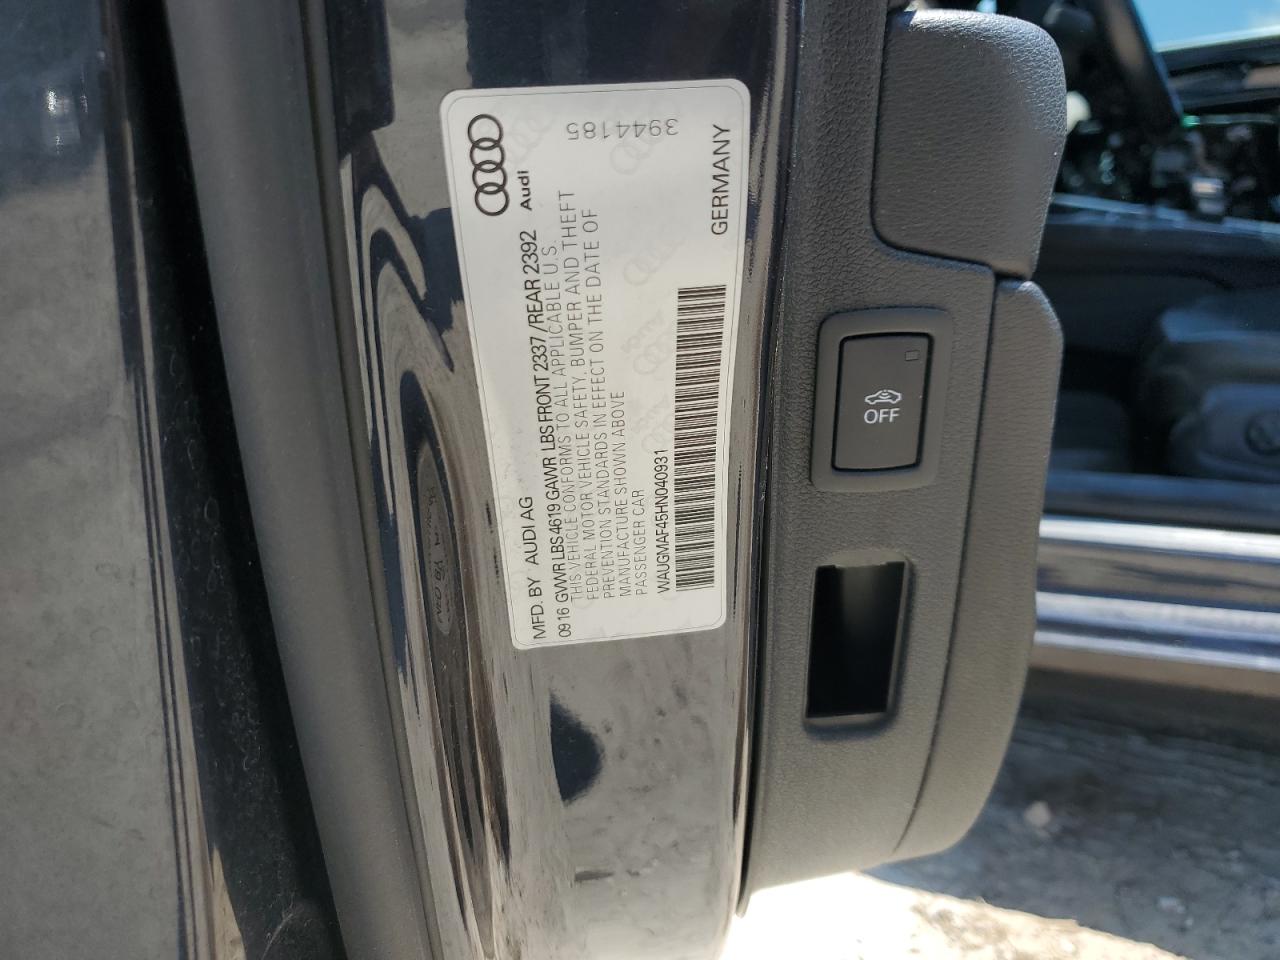 Audi
3944185
MFD. BY AUDI AG
0916 GVWR LBS 4619 GAWR LBS FRONT 2337/REAR 2392
THIS VEHICLE CONFORMS TO ALL APPLICABLE U.S.
FEDERAL MOTOR VEHICLE SAFETY, BUMPER AND THEFT
PREVENTION STANDARDS IN EFFECT ON THE DATE OF
MANUFACTURE SHOWN ABOVE
PASSENGER CAR
WAUGMAF45HN040931
GERMANY
OFF